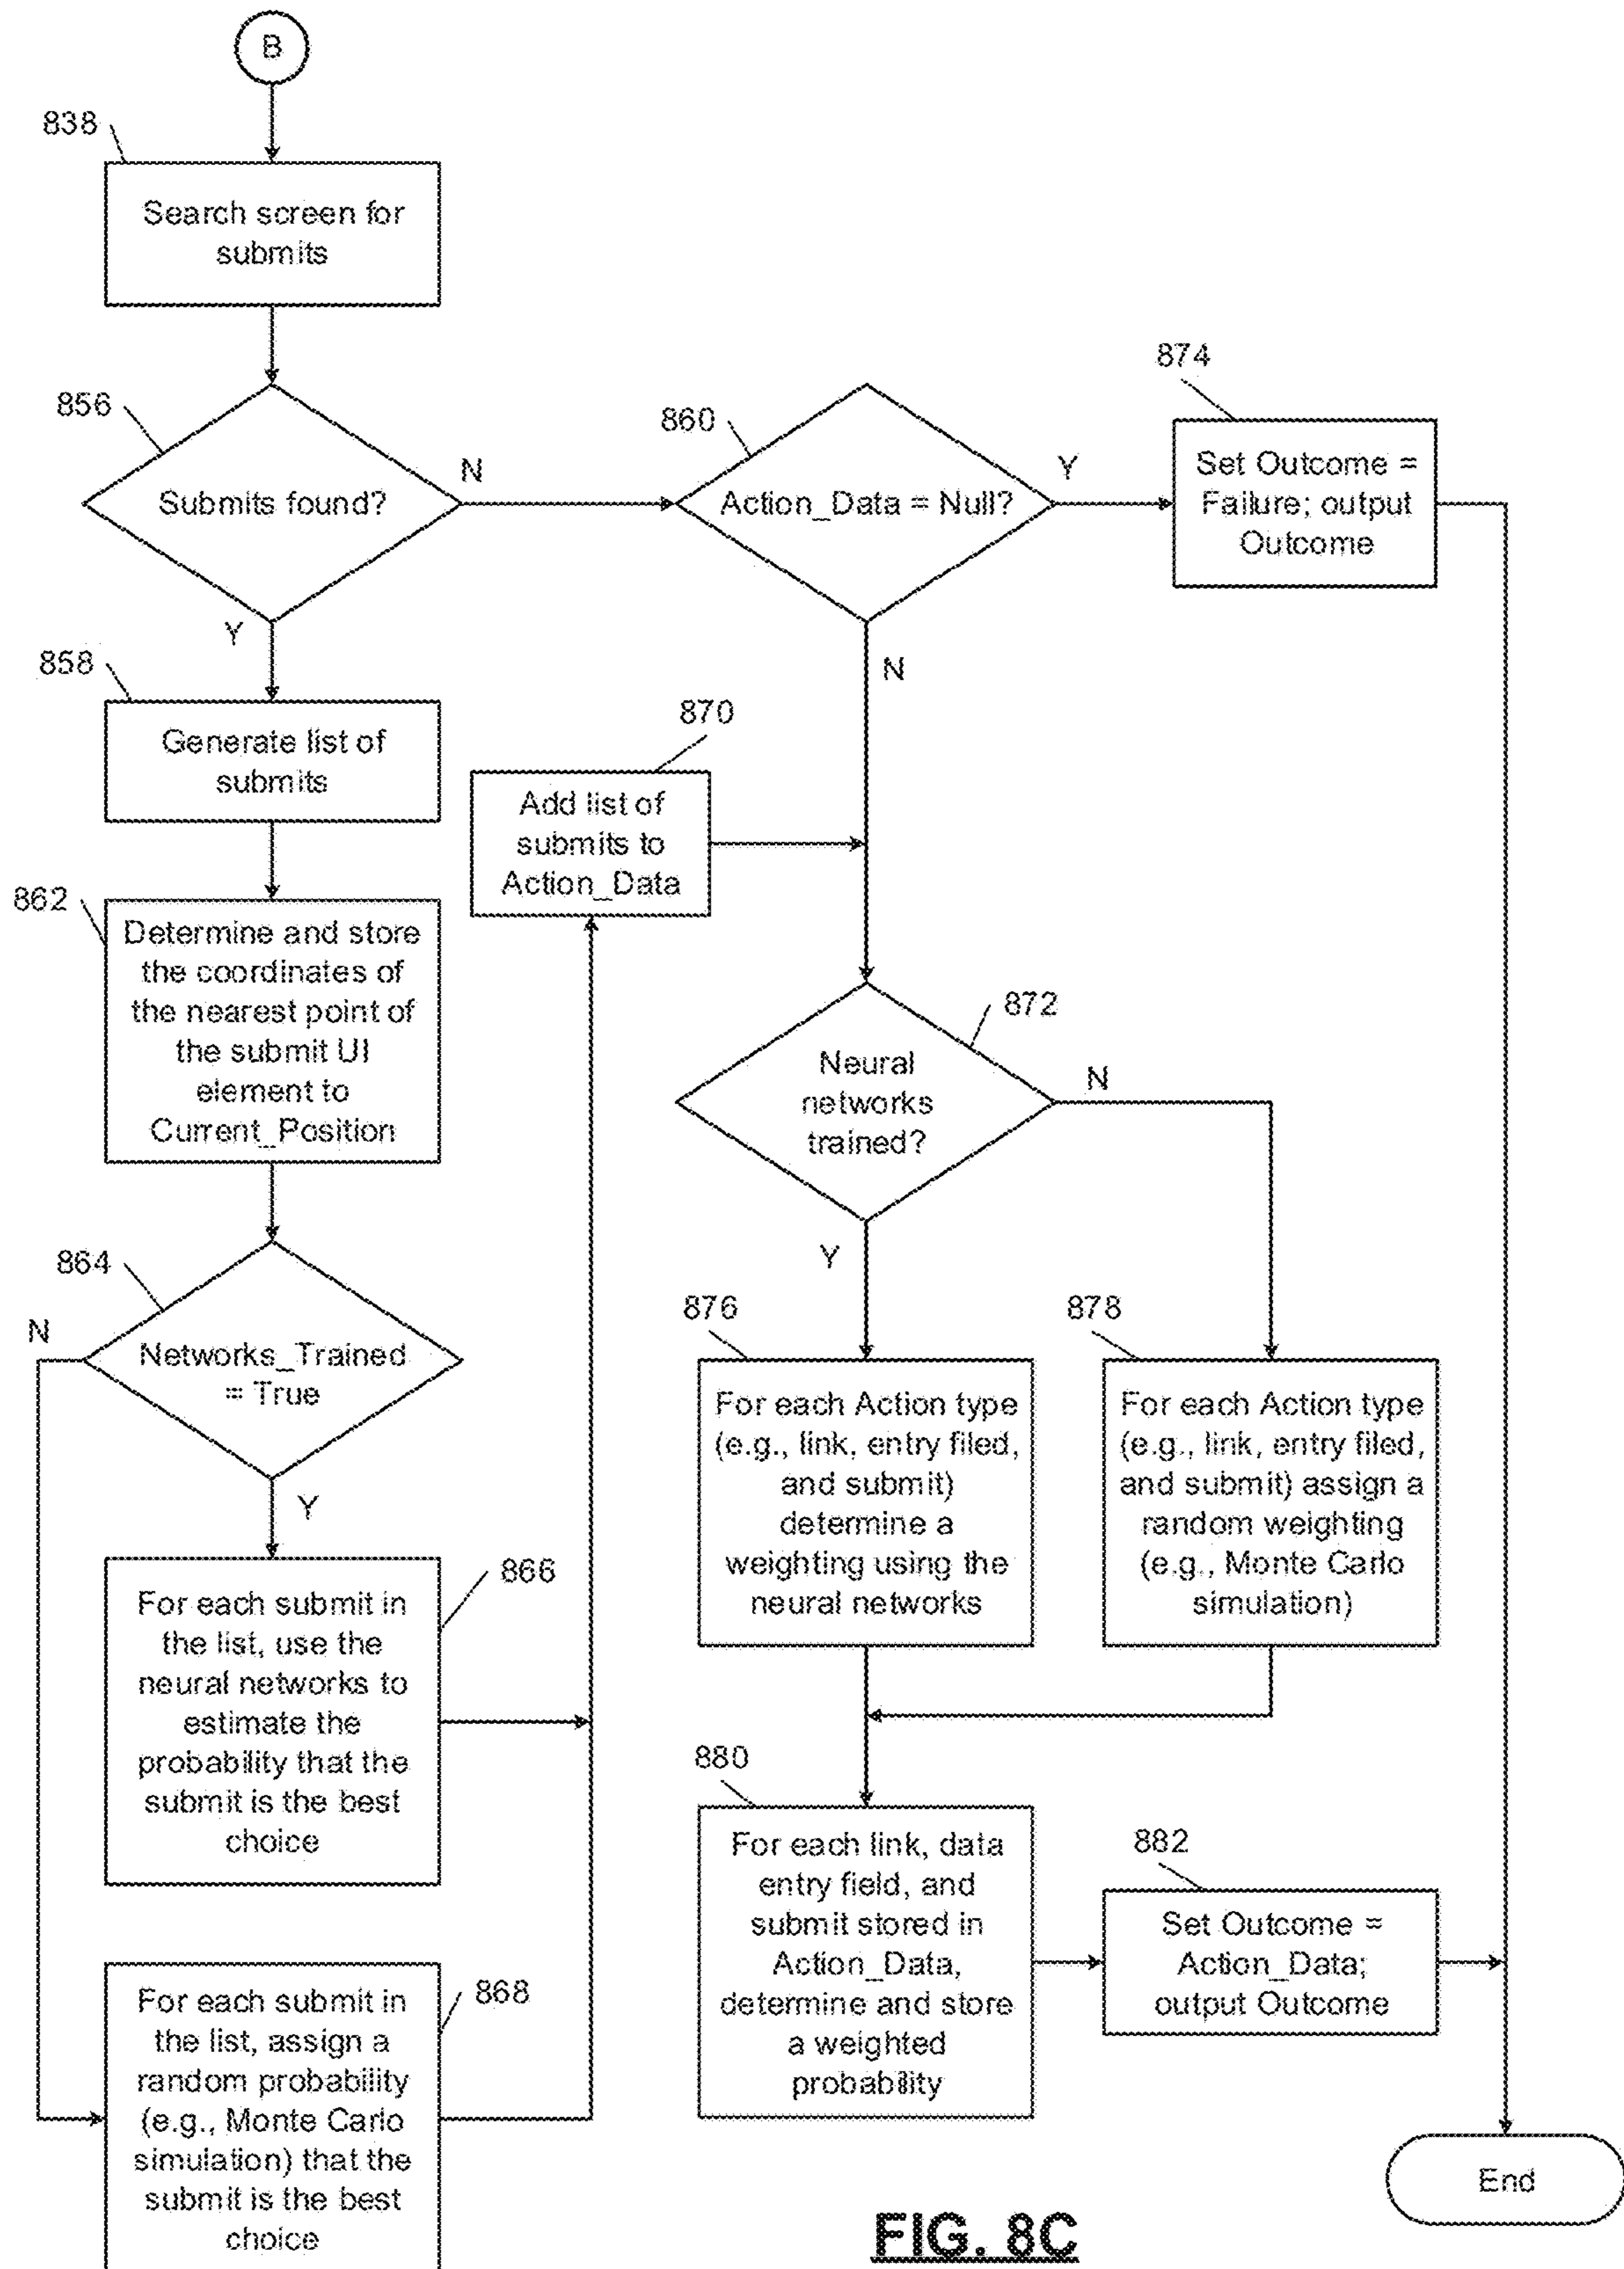 B
838
Search screen for
submits
856
Submits found?
N
Y
860
Action_Data = Null?
Y
N
874
Set Outcome =
Failure; output
Outcome
858
Generate list of
submits
870
Add list of
submits to
Action_Data
862
Determine and store
the coordinates of
the nearest point of
the submit UI
element to
Current_Position
872
Neural
networks
trained?
N
Y
864
Networks_Trained
= True
N
Y
876
For each Action type
(e.g., link, entry filed,
and submit)
determine a
weighting using the
neural networks
878
For each Action type
(e.g., link, entry filed,
and submit) assign a
random weighting
(e.g., Monte Carlo
simulation)
866
For each submit in
the list, use the
neural networks to
estimate the
probability that the
submit is the best
choice
880
For each link, data
entry field, and
submit stored in
Action_Data,
determine and store
a weighted
probability
882
Set Outcome =
Action_Data;
output Outcome
868
For each submit in
the list, assign a
random probability
(e.g., Monte Carlo
simulation) that the
submit is the best
choice
End
FIG. 8C